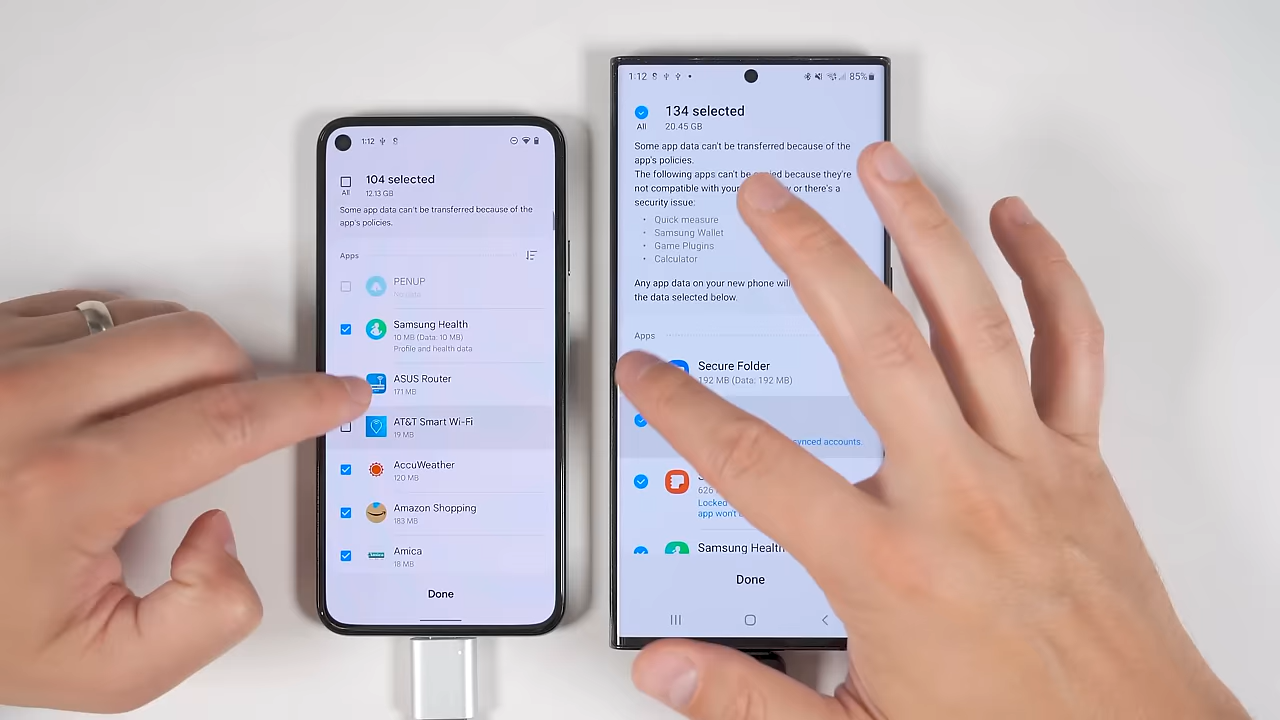 1:12
104 selected
All
12.13 GB
Some app data can't be transferred because of the
app's policies.
Apps
PENUP
No data
Samsung Health
10 MB (Data: 10 MB)
Profile and health data
ASUS Router
171 MB
AT&T Smart Wi-Fi
19 MB
AccuWeather
120 MB
Amazon Shopping
183 MB
Amica
18 MB
Done
1:12
85%
134 selected
All
20.45 GB
Some app data can't be transferred because of the
app's policies.
The following apps can't be because they're
not compatible with your or there's a
security issue:
• Quick measure
• Samsung Wallet
• Game Plugins
• Calculator
Any app data on your new phone
the data selected below.
Apps
Secure Folder
192 MB (Data: 192 MB)
synced accounts.
Locked
app won't
Samsung Health
Done